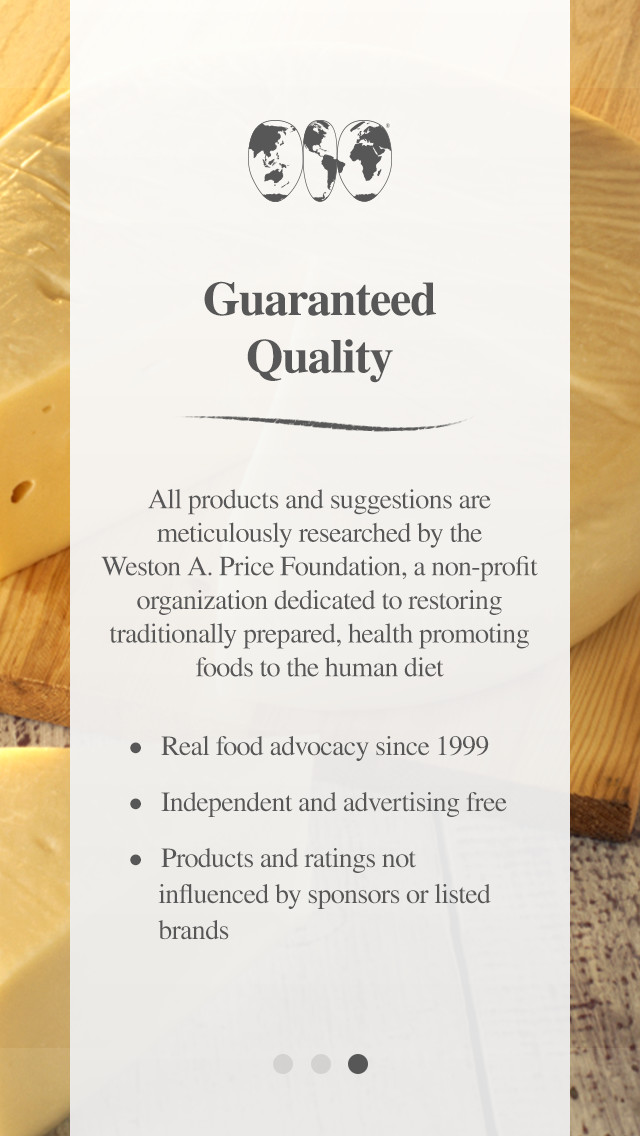 Guaranteed
Quality
All products and suggestions are
meticulously researched by the
Weston A. Price Foundation, a non-profit
organization dedicated to restoring
traditionally prepared, health promoting
foods to the human diet
• Real food advocacy since 1999
• Independent and advertising free
• Products and ratings not
influenced by sponsors or listed
brands